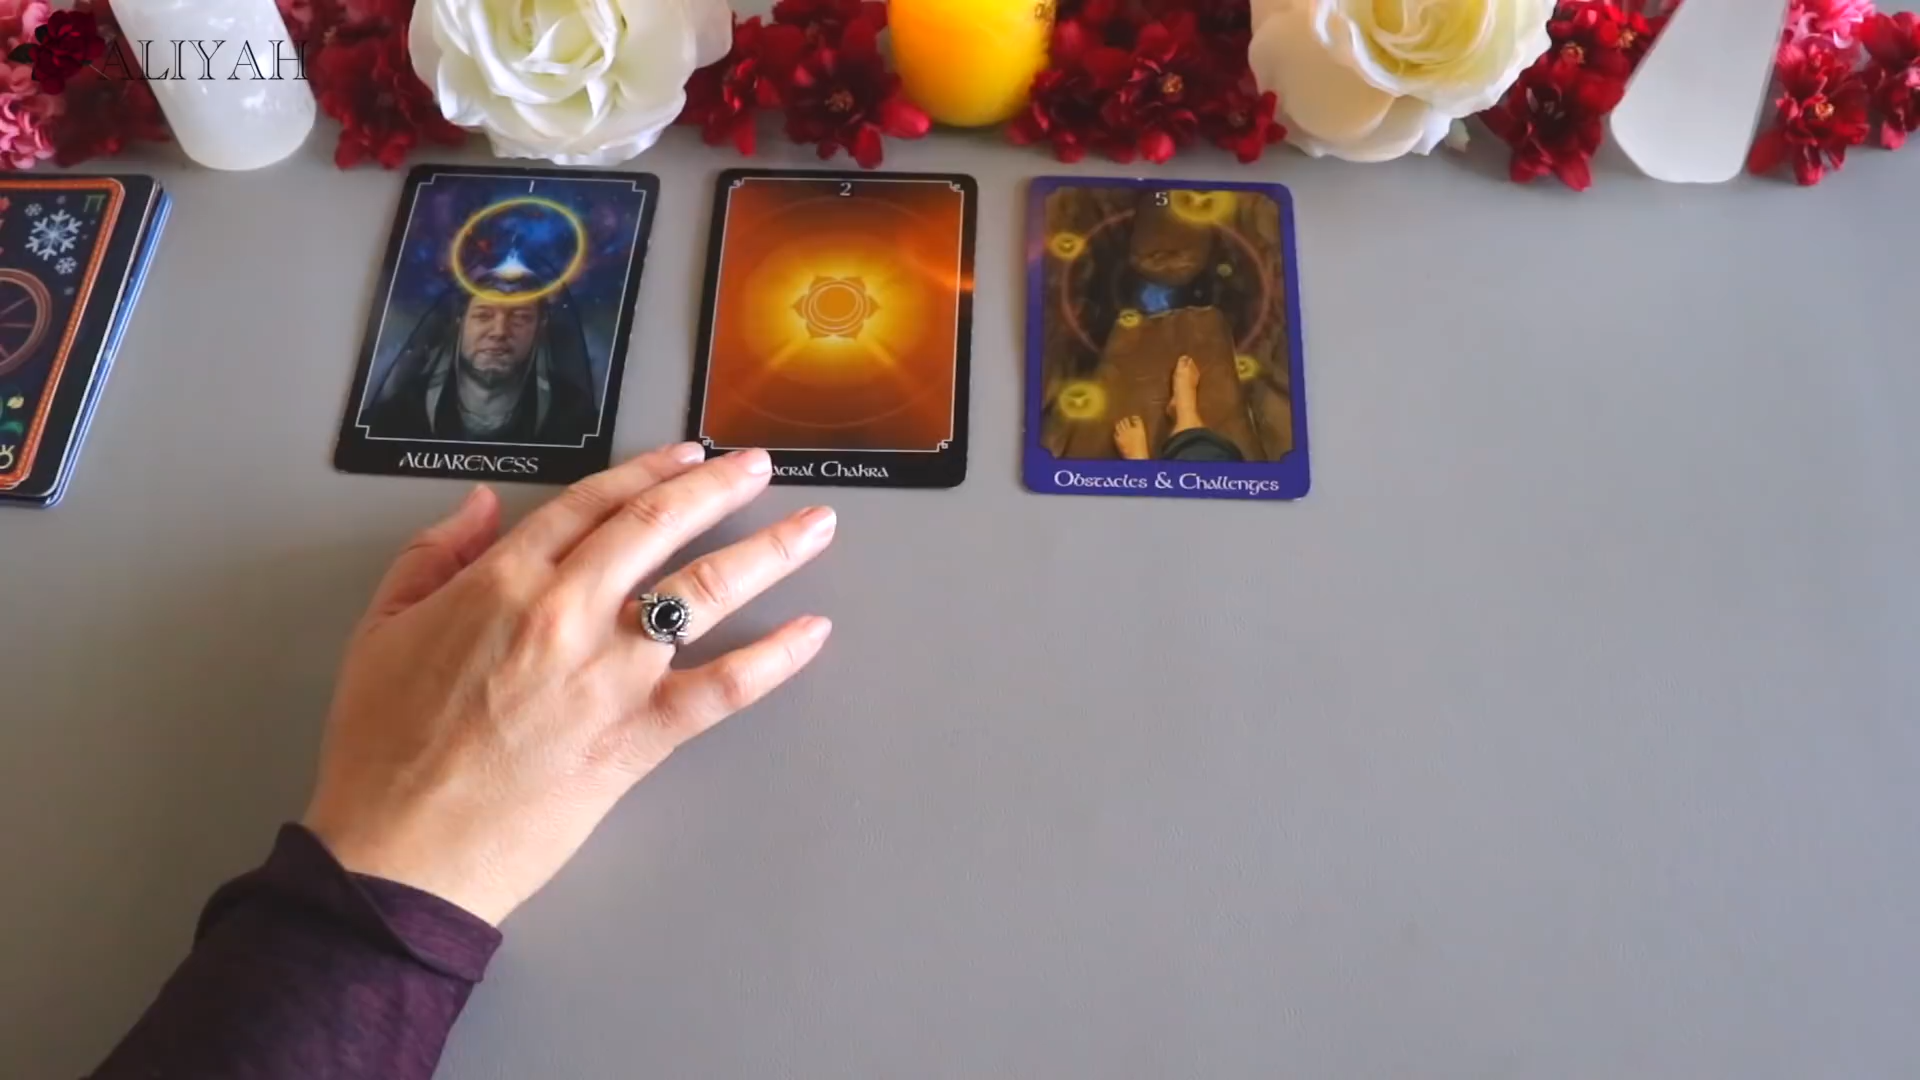 ALIYAH
1
AWARENESS
2
acral Chakra
5
Obstacles & Challenges